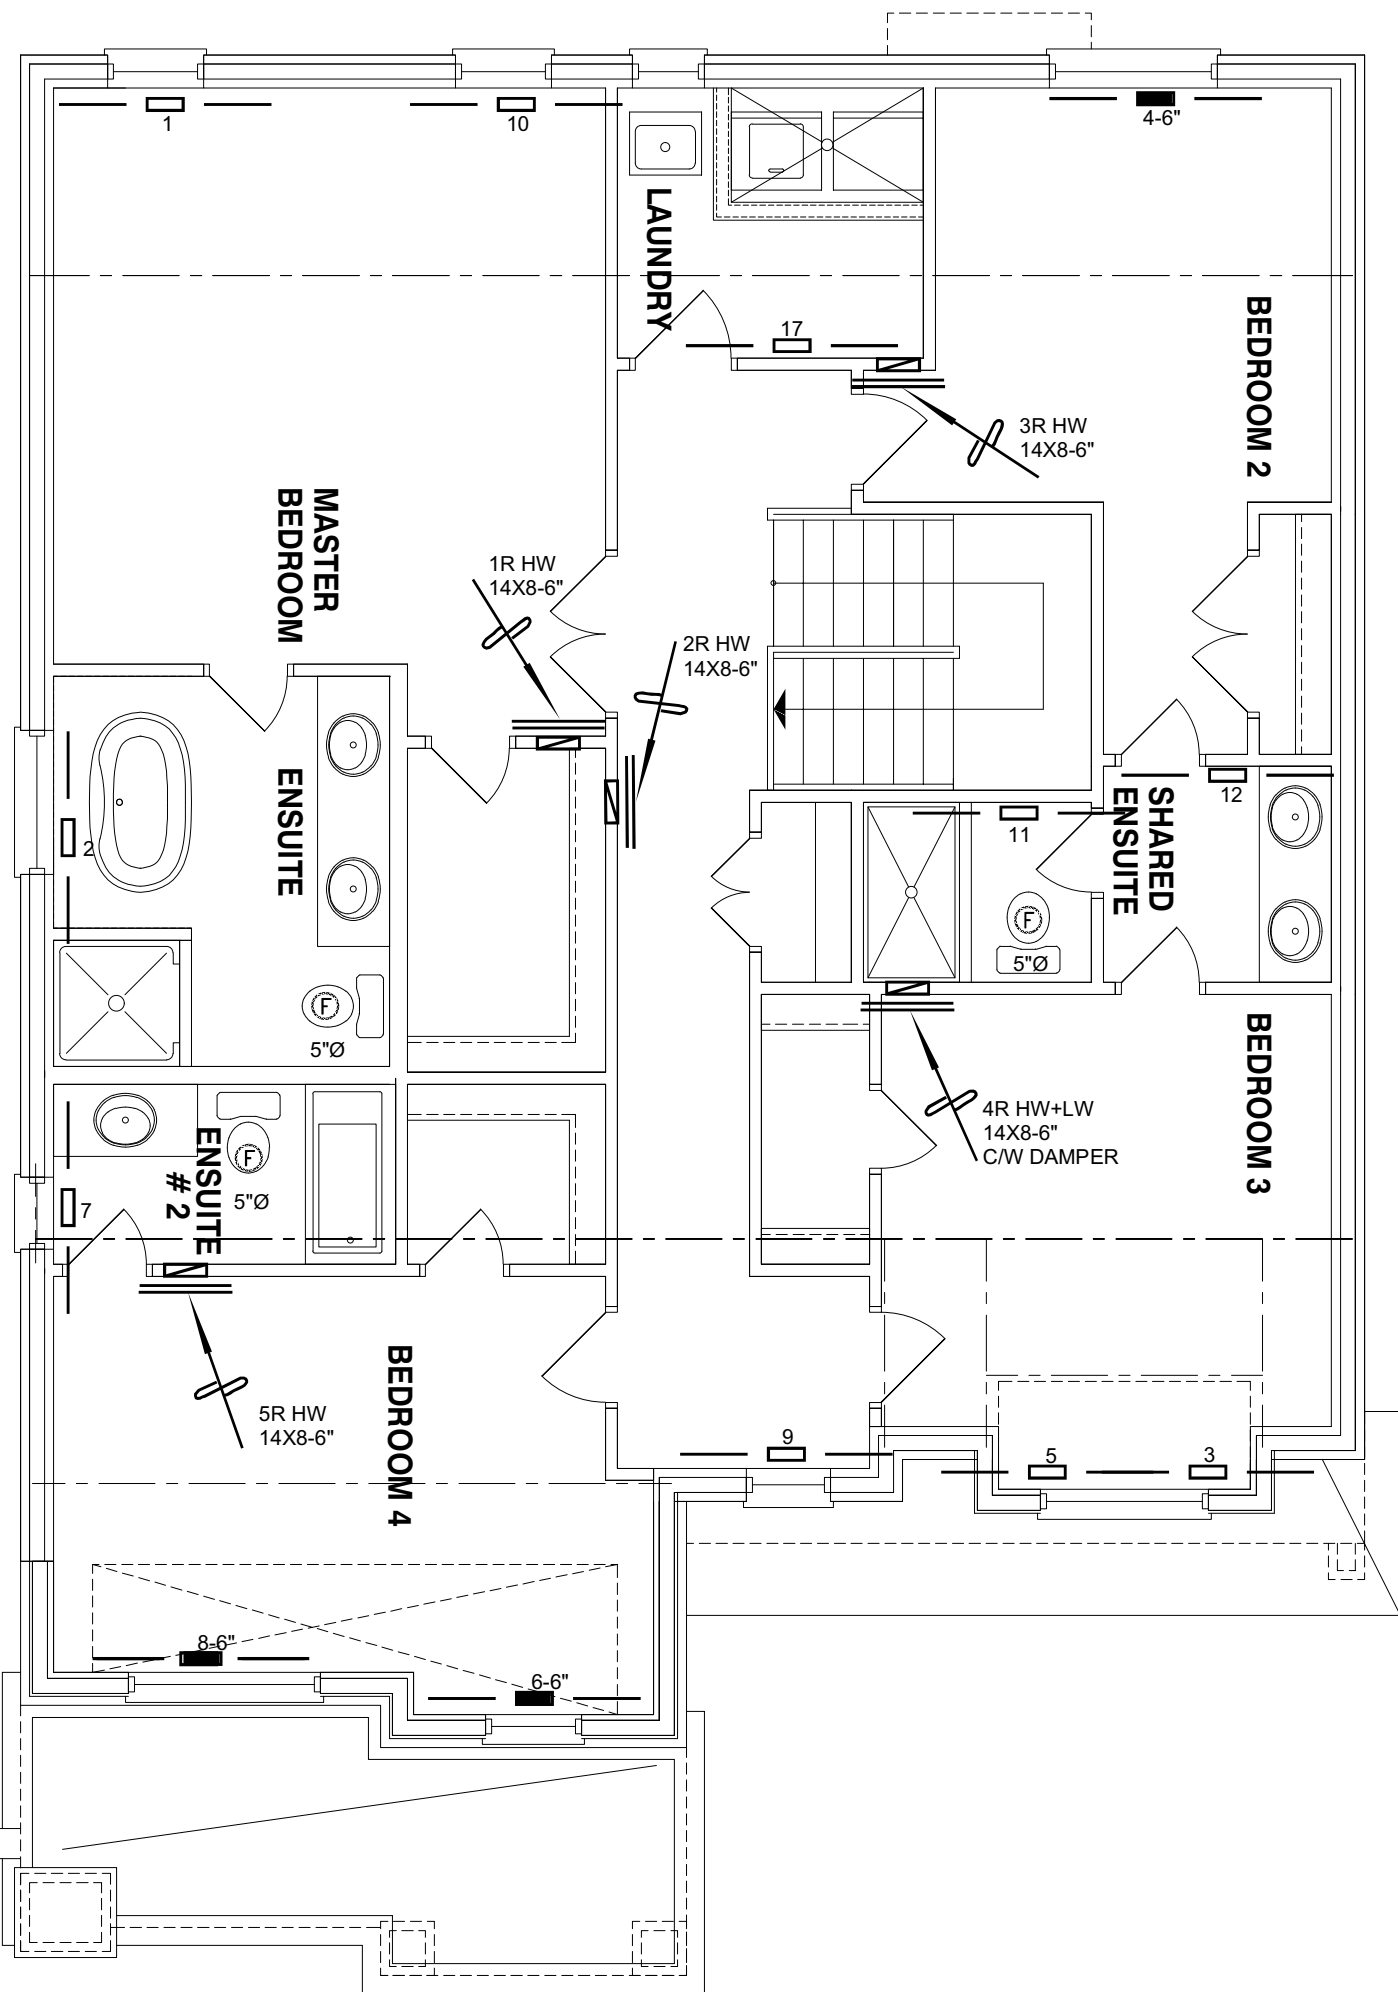 1
10
4-6"
LAUNDRY
17
BEDROOM 2
3R HW
14X8-6"
MASTER
BEDROOM
1R HW
14X8-6"
2R HW
14X8-6"
2
ENSUITE
12
SHARED
ENSUITE
11
F
5"Ø
F
5"Ø
BEDROOM 3
4R HW+LW
14X8-6"
C/W DAMPER
ENSUITE
# 2
F
5"Ø
7
5R HW
14X8-6"
BEDROOM 4
9
5
3
8-6"
6-6"